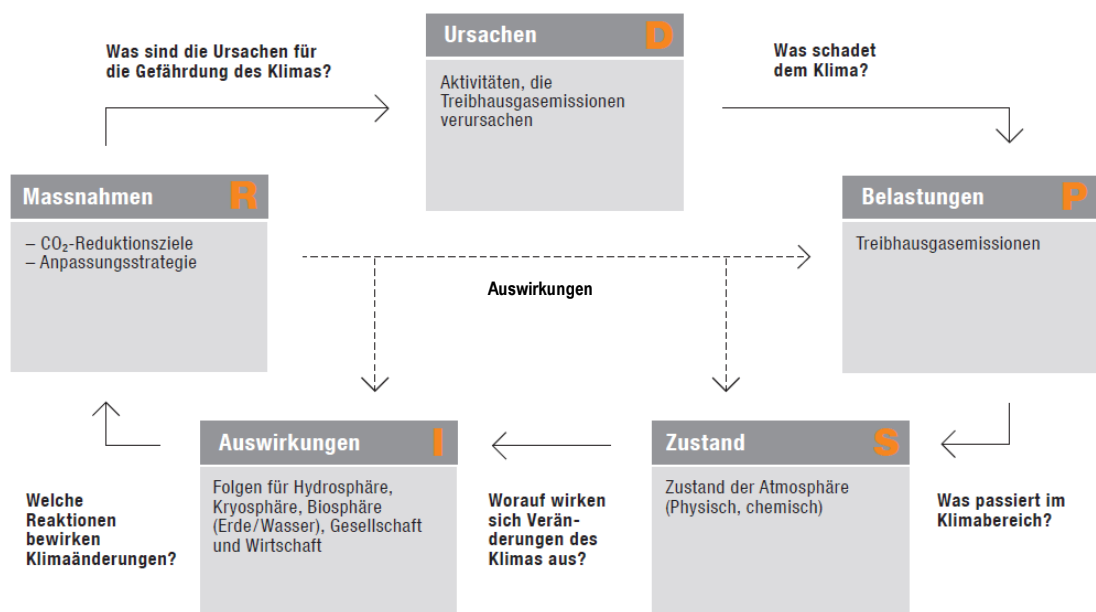 Was sind die Ursachen für
die Gefährdung des Klimas?
Ursachen D
Aktivitäten, die
Treibhausgasemissionen
verursachen
Was schadet
dem Klima?
Massnahmen R
– CO₂-Reduktionsziele
– Anpassungsstrategie
Belastungen P
Treibhausgasemissionen
Auswirkungen
Auswirkungen I
Folgen für Hydrosphäre,
Kryosphäre, Biosphäre
(Erde/Wasser), Gesellschaft
und Wirtschaft
Zustand S
Zustand der Atmosphäre
(Physisch, chemisch)
Welche
Reaktionen
bewirken
Klimaänderungen?
Worauf wirken
sich Verän-
derungen des
Klimas aus?
Was passiert im
Klimabereich?